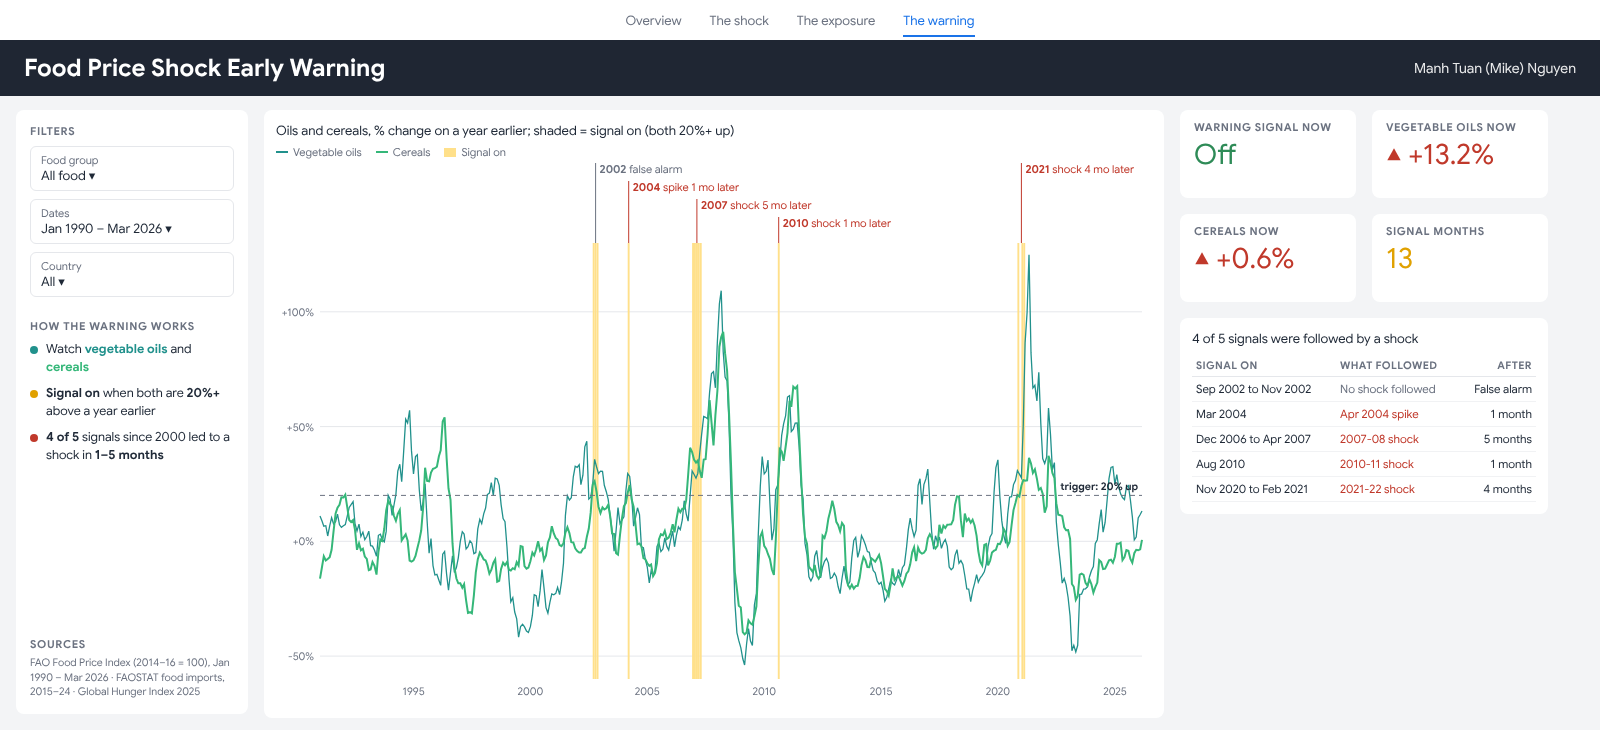 Overview The shock The exposure The warning
Food Price Shock Early Warning
Manh Tuan (Mike) Nguyen
FILTERS
Food group
All food ▾
Dates
Jan 1990 – Mar 2026 ▾
Country
All ▾
HOW THE WARNING WORKS
Watch vegetable oils and
cereals
Signal on when both are 20%+
above a year earlier
4 of 5 signals since 2000 led to a
shock in 1–5 months
SOURCES
FAO Food Price Index (2014–16 = 100), Jan
1990 – Mar 2026 · FAOSTAT food imports,
2015–24 · Global Hunger Index 2025
Oils and cereals, % change on a year earlier; shaded = signal on (both 20%+ up)
Vegetable oils Cereals Signal on
2002 false alarm
2004 spike 1 mo later
2007 shock 5 mo later
2010 shock 1 mo later
2021 shock 4 mo later
+100%
+50%
+0%
-50%
trigger: 20% up
1995 2000 2005 2010 2015 2020 2025
WARNING SIGNAL NOW
Off
VEGETABLE OILS NOW
▲ +13.2%
CEREALS NOW
▲ +0.6%
SIGNAL MONTHS
13
4 of 5 signals were followed by a shock
SIGNAL ON WHAT FOLLOWED AFTER
Sep 2002 to Nov 2002 No shock followed False alarm
Mar 2004 Apr 2004 spike 1 month
Dec 2006 to Apr 2007 2007-08 shock 5 months
Aug 2010 2010-11 shock 1 month
Nov 2020 to Feb 2021 2021-22 shock 4 months